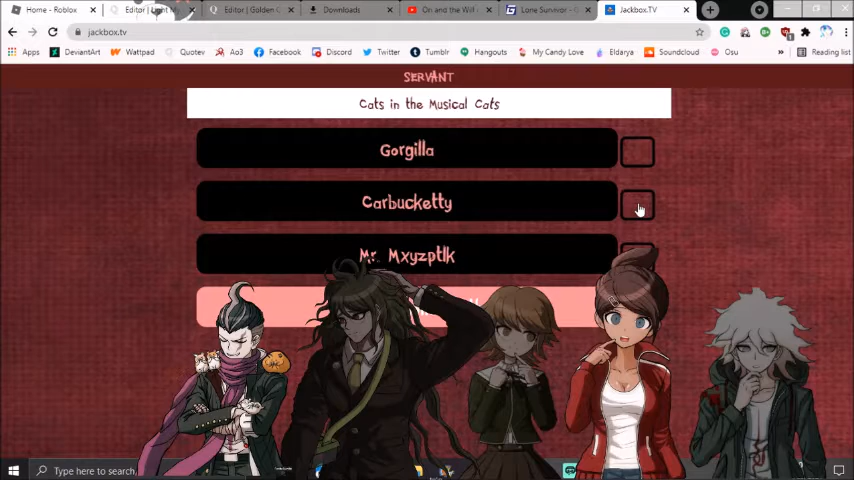 Home - Roblox
Editor | Light My
Editor | Golden
Downloads
On and the Will
Lone Survivor -
Jackbox.TV
jackbox.tv
Apps
DeviantArt
Wattpad
Quotev
Ao3
Facebook
Discord
Twitter
Tumblr
Hangouts
My Candy Love
Eldarya
Soundcloud
Osu
Reading list
SERVANT
Cats in the Musical Cats
Gorgilla
Carbucketty
Mr. Mxyzptlk
Type here to search